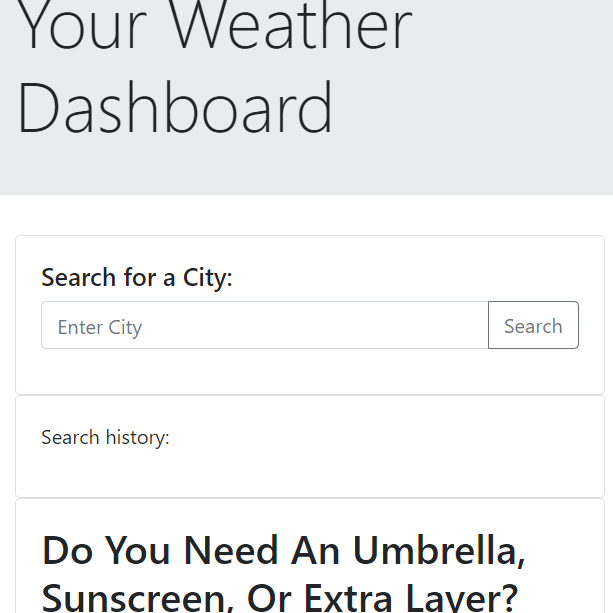 Your Weather
Dashboard
Search for a City:
Enter City
Search
Search history:
Do You Need An Umbrella,
Sunscreen, Or Extra Layer?